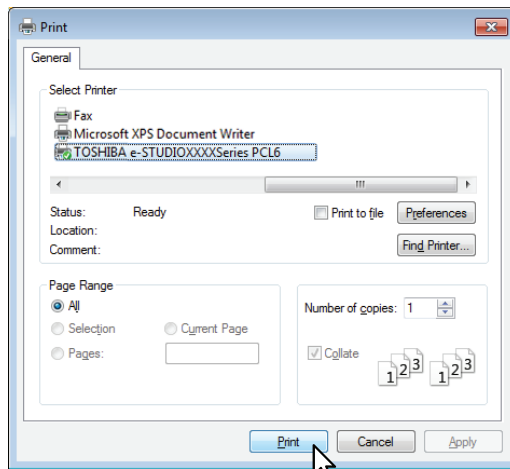 Print
General
Select Printer
Fax
Microsoft XPS Document Writer
TOSHIBA e-STUDIOXXXXSeries PCL6
Status: Ready
Print to file
Preferences
Location:
Comment:
Find Printer...
Page Range
All
Selection
Current Page
Pages:
Number of copies: 1
Collate
1 2 3 1 2 3
Print
Cancel
Apply